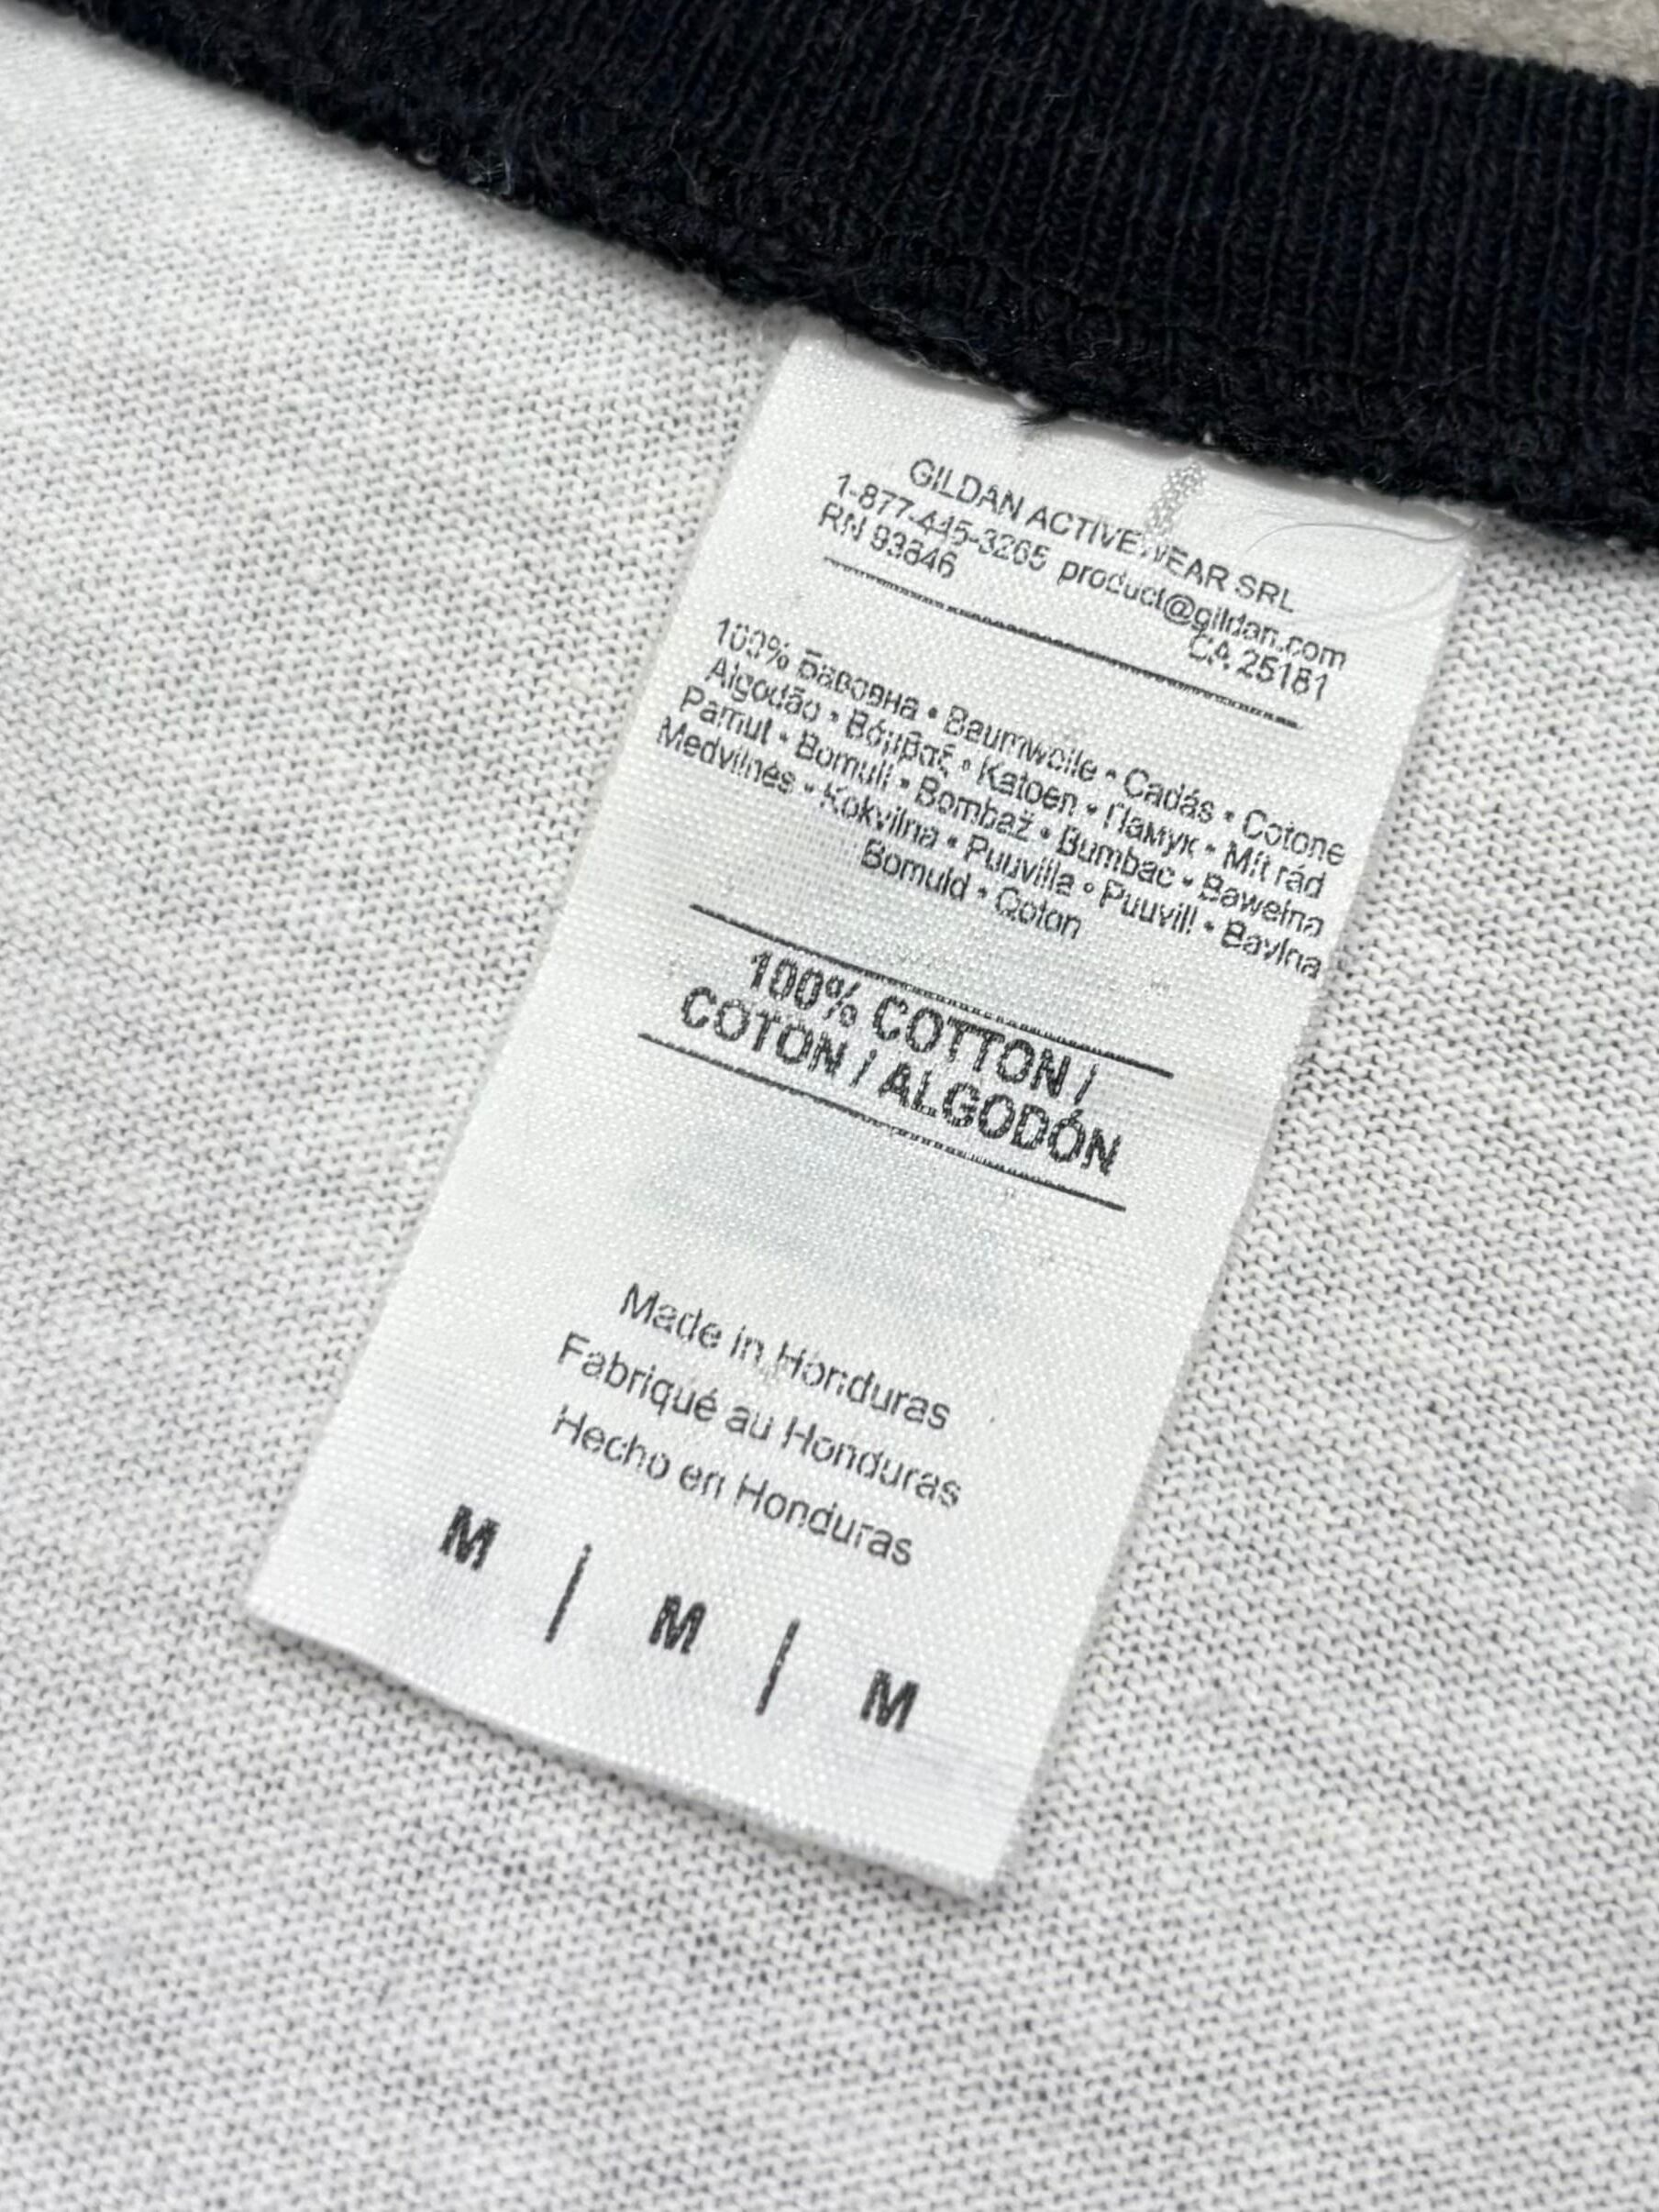 GILDAN ACTIVEWEAR SRL
1-877-445-3265 product@gildan.com
RN 93846 CA 25181
100% Бавовна • Baumwolle • Cadás • Cotone
Algodão • Βάμβαξ • Katoen • Памук • Mit rád
Pamut • Bomull • Bombaž • Bumbac • Bawełna
Medvilnės • Kokvilna • Puuvilla • Puuvill • Bavlna
Bomuld • Qoton
100% COTTON /
COTON / ALGODÓN
Made in Honduras
Fabriqué au Honduras
Hecho en Honduras
M | M | M